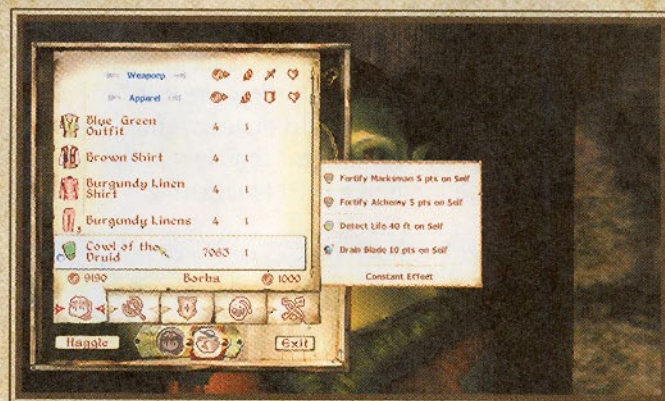 Weapons
Apparel
Blue Green
Outfit 4 1
Brown Shirt 4 1
Burgundy Linen
Shirt 4 1
Burgundy Linens 4 1
3
Cowl of the
Druid 7063 1
9190 Borba 1000
Haggle Exit
Fortify Marksman 5 pts on Self
Fortify Alchemy 5 pts on Self
Detect Life 40 ft on Self
Drain Blade 10 pts on Self
Constant Effect